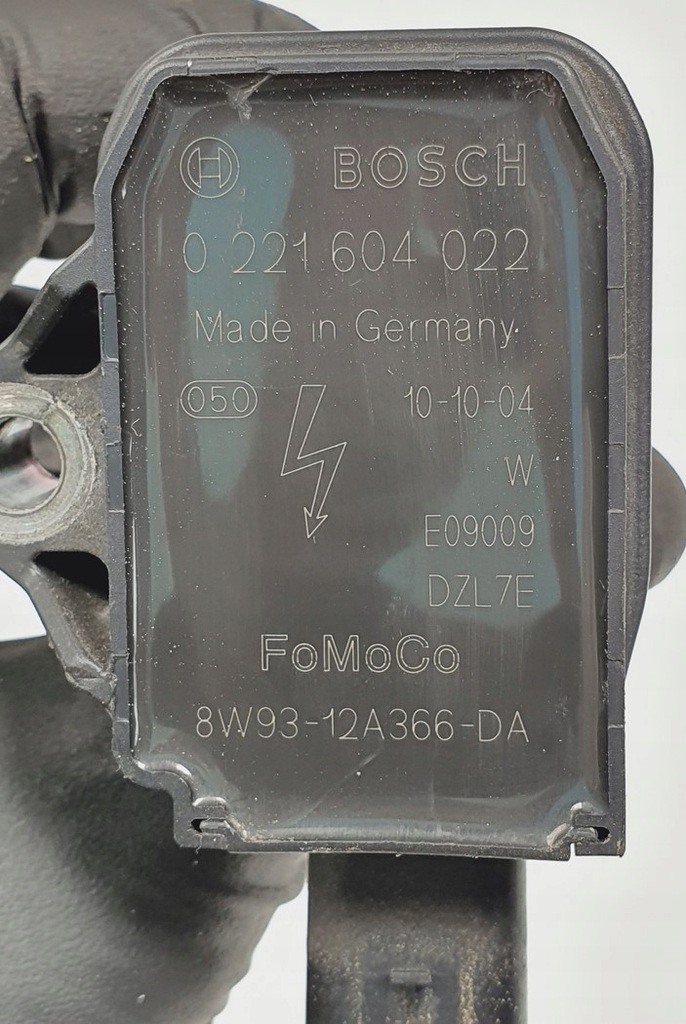 BOSCH
0 221 604 022
Made in Germany
050 10-10-04
W
E09009
DZL7E
FoMoCo
8W93-12A366-DA